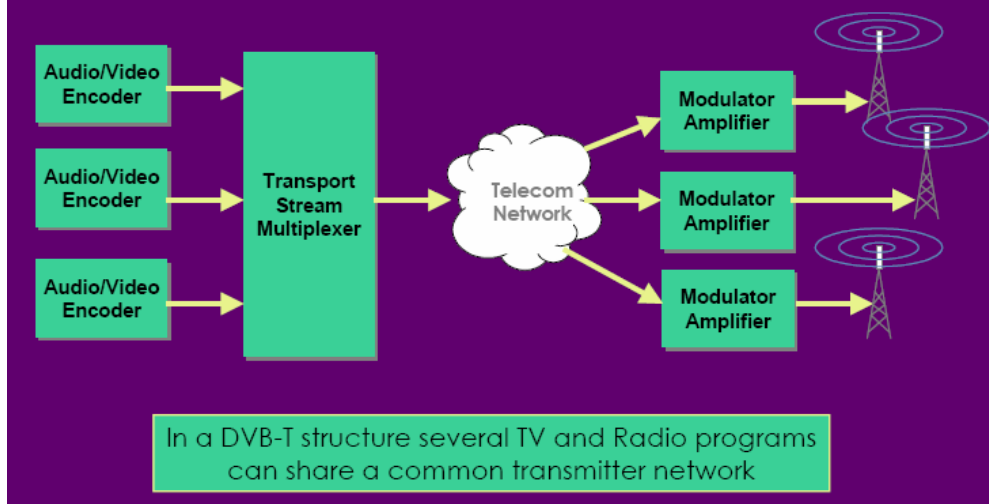 Audio/Video
Encoder
Audio/Video
Encoder
Audio/Video
Encoder
Transport
Stream
Multiplexer
Telecom
Network
Modulator
Amplifier
Modulator
Amplifier
Modulator
Amplifier
In a DVB-T structure several TV and Radio programs
can share a common transmitter network